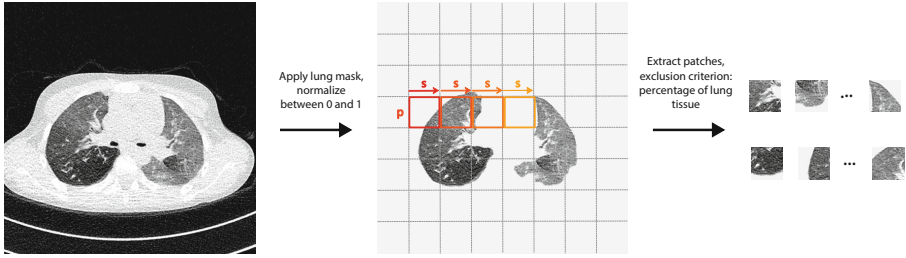 Apply lung mask,
normalize
between 0 and 1
s s s s
p
Extract patches,
exclusion criterion:
percentage of lung
tissue
...
...